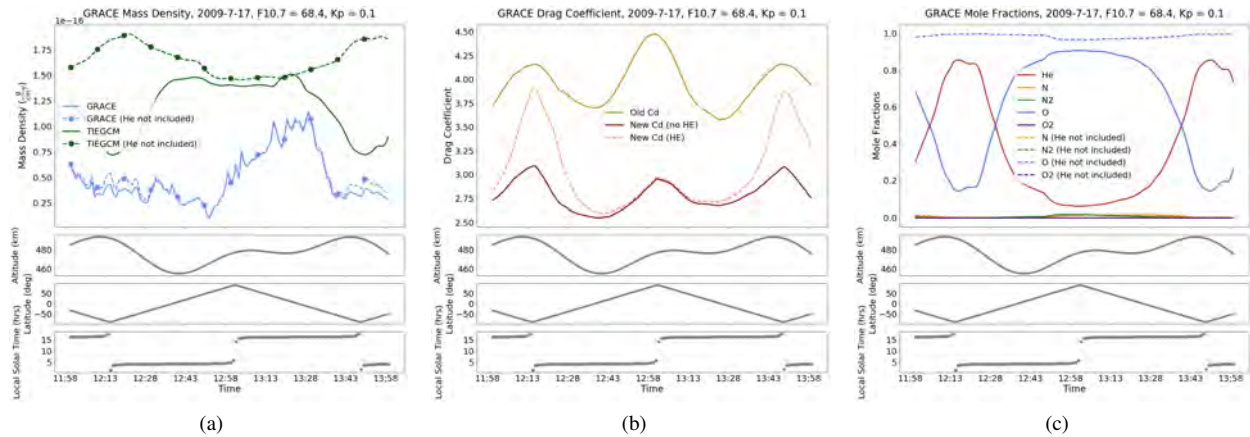 GRACE Mass Density, 2009-7-17, F10.7 = 68.4, Kp = 0.1
1e-16
Mass Density (g/cm³)
1.75
1.50
1.25
1.00
0.75
0.50
0.25
GRACE
GRACE (He not included)
TIEGCM
TIEGCM (He not included)
Altitude (km)
480
460
Latitude (deg)
50
0
−50
Local Solar Time (hrs)
15
10
5
11:58 12:13 12:28 12:43 12:58 13:13 13:28 13:43 13:58
Time
(a)
GRACE Drag Coefficient, 2009-7-17, F10.7 = 68.4, Kp = 0.1
Drag Coefficient
4.50
4.25
4.00
3.75
3.50
3.25
3.00
2.75
2.50
Old Cd
New Cd (no HE)
New Cd (HE)
Altitude (km)
480
460
Latitude (deg)
50
0
−50
Local Solar Time (hrs)
15
10
5
11:58 12:13 12:28 12:43 12:58 13:13 13:28 13:43 13:58
Time
(b)
GRACE Mole Fractions, 2009-7-17, F10.7 = 68.4, Kp = 0.1
Mole Fractions
1.0
0.8
0.6
0.4
0.2
0.0
He
N
N2
O
O2
N (He not included)
N2 (He not included)
O (He not included)
O2 (He not included)
Altitude (km)
480
460
Latitude (deg)
50
0
−50
Local Solar Time (hrs)
15
10
5
11:58 12:13 12:28 12:43 12:58 13:13 13:28 13:43 13:58
Time
(c)